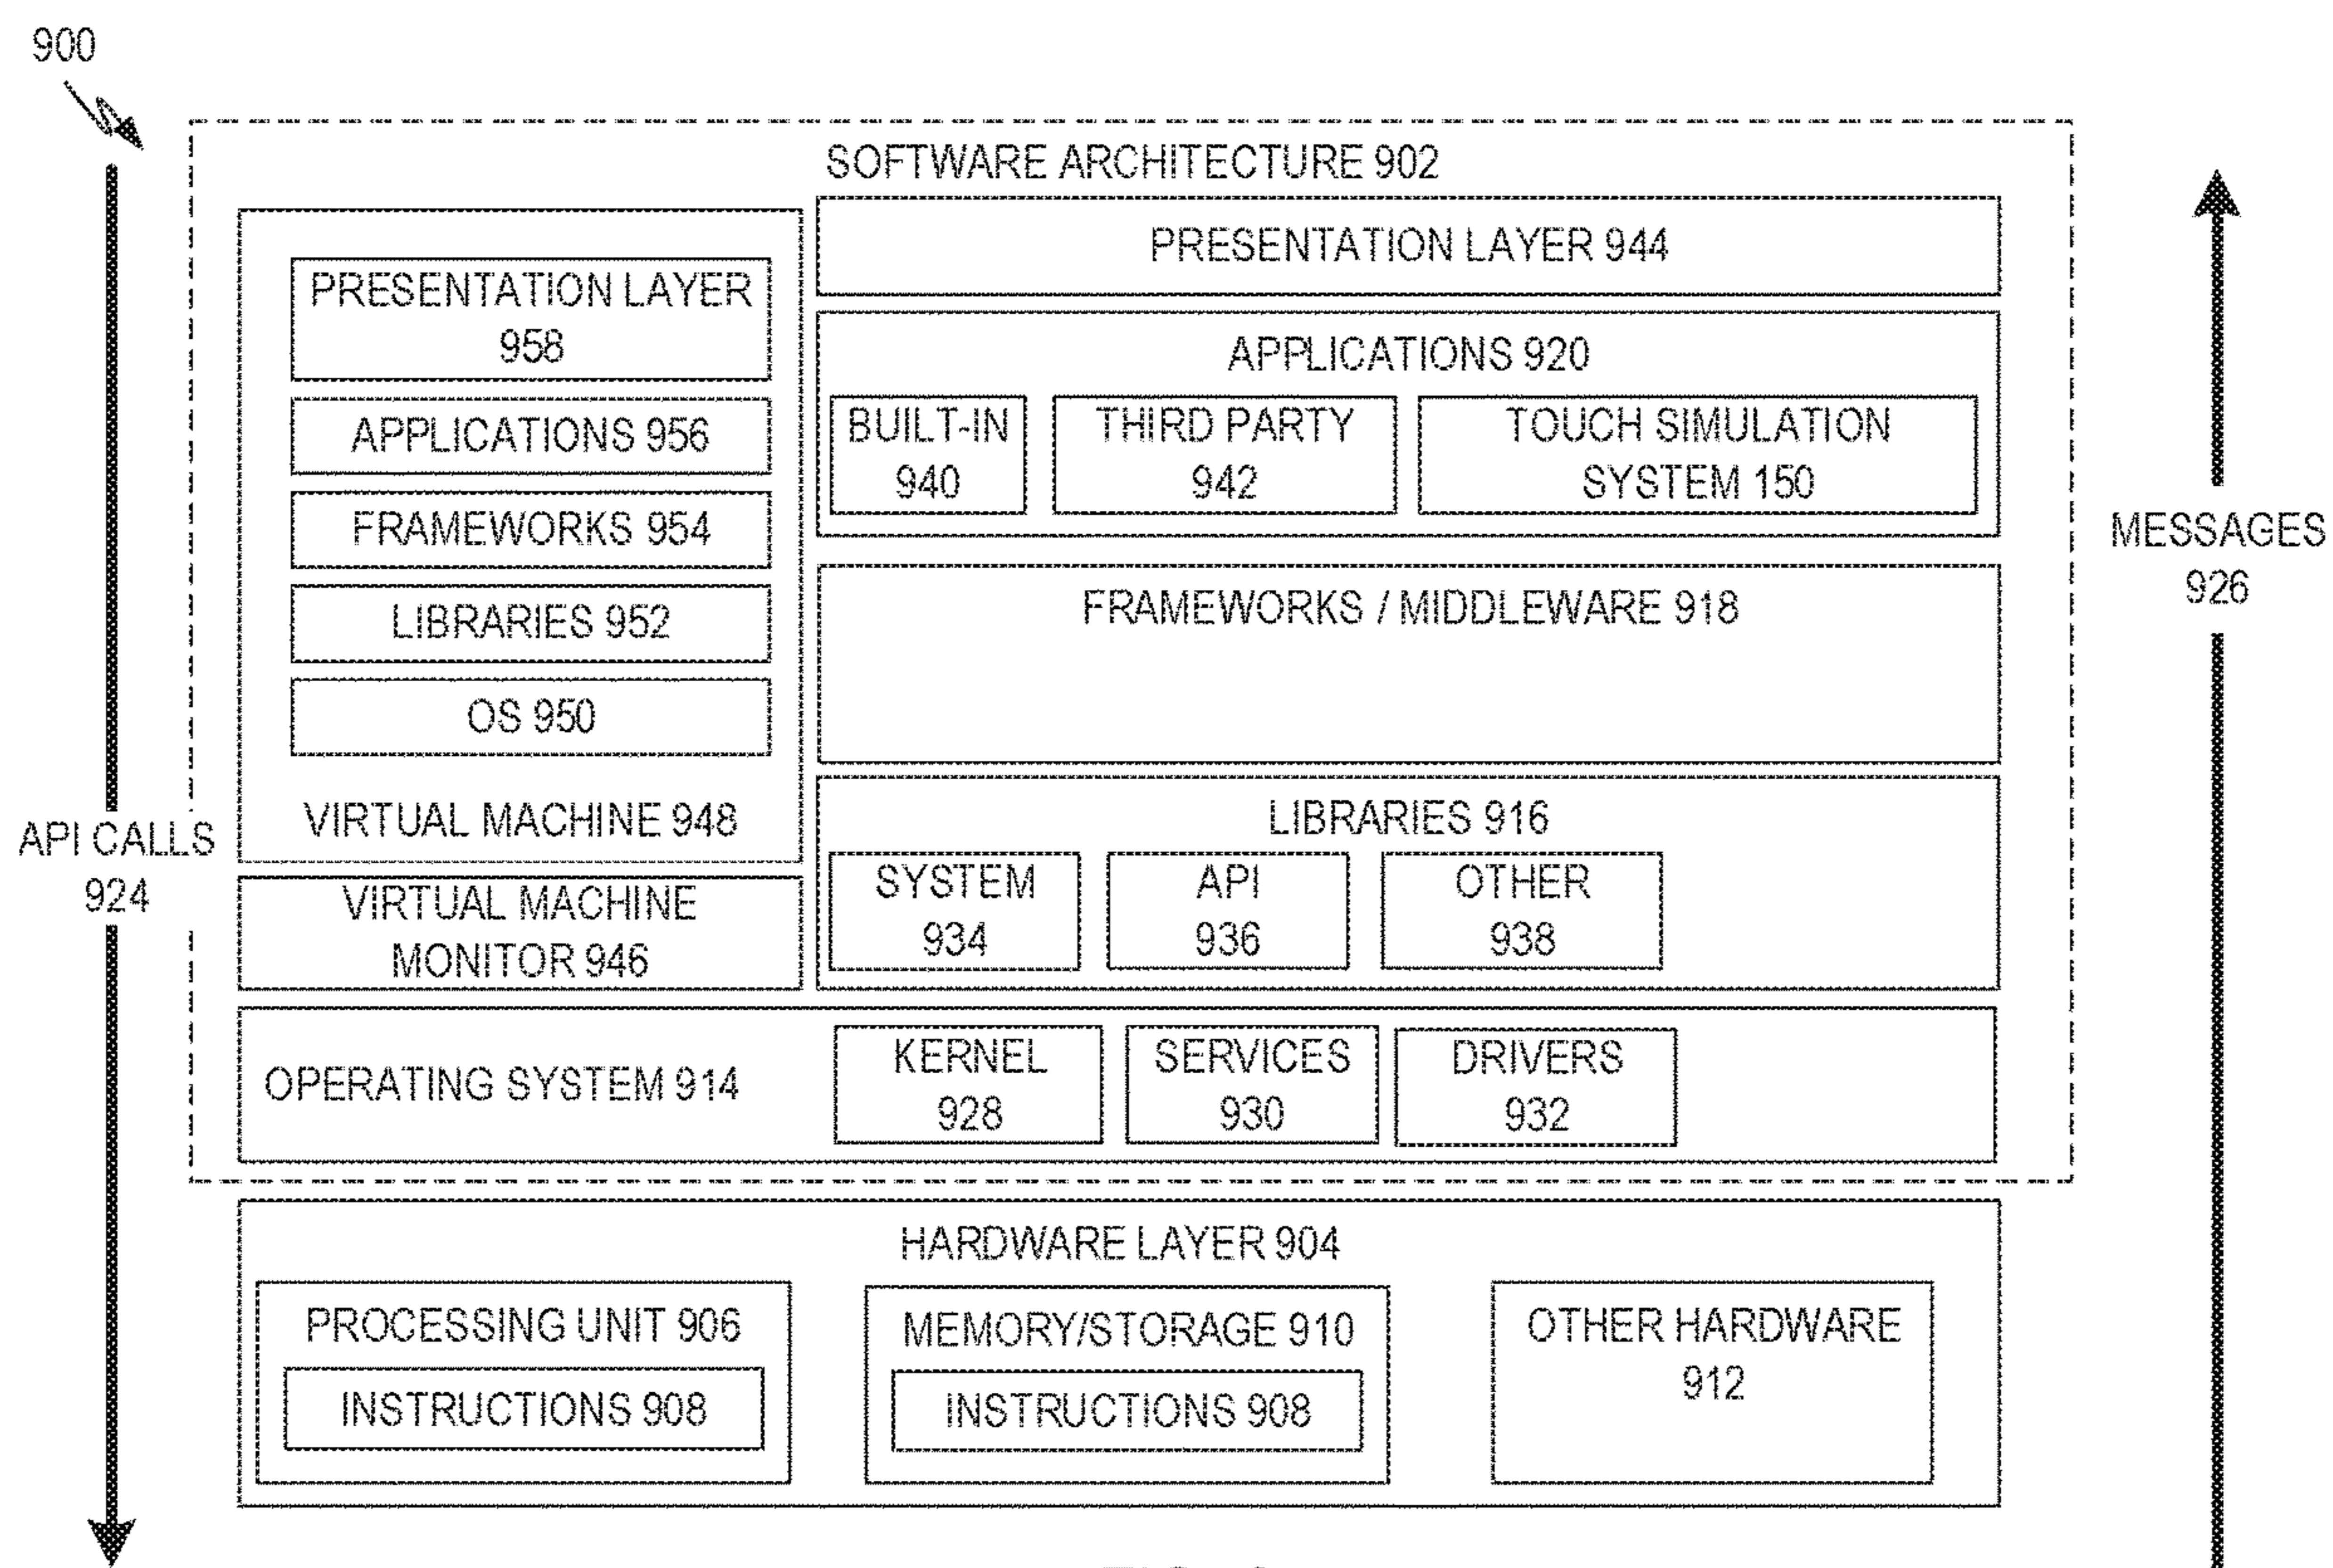 900
SOFTWARE ARCHITECTURE 902
PRESENTATION LAYER
958
APPLICATIONS 956
FRAMEWORKS 954
LIBRARIES 952
OS 950
VIRTUAL MACHINE 948
VIRTUAL MACHINE
MONITOR 946
PRESENTATION LAYER 944
APPLICATIONS 920
BUILT-IN
940
THIRD PARTY
942
TOUCH SIMULATION
SYSTEM 150
FRAMEWORKS / MIDDLEWARE 918
LIBRARIES 916
SYSTEM
934
API
936
OTHER
938
OPERATING SYSTEM 914
KERNEL
928
SERVICES
930
DRIVERS
932
HARDWARE LAYER 904
PROCESSING UNIT 906
INSTRUCTIONS 908
MEMORY/STORAGE 910
INSTRUCTIONS 908
OTHER HARDWARE
912
API CALLS
924
MESSAGES
926